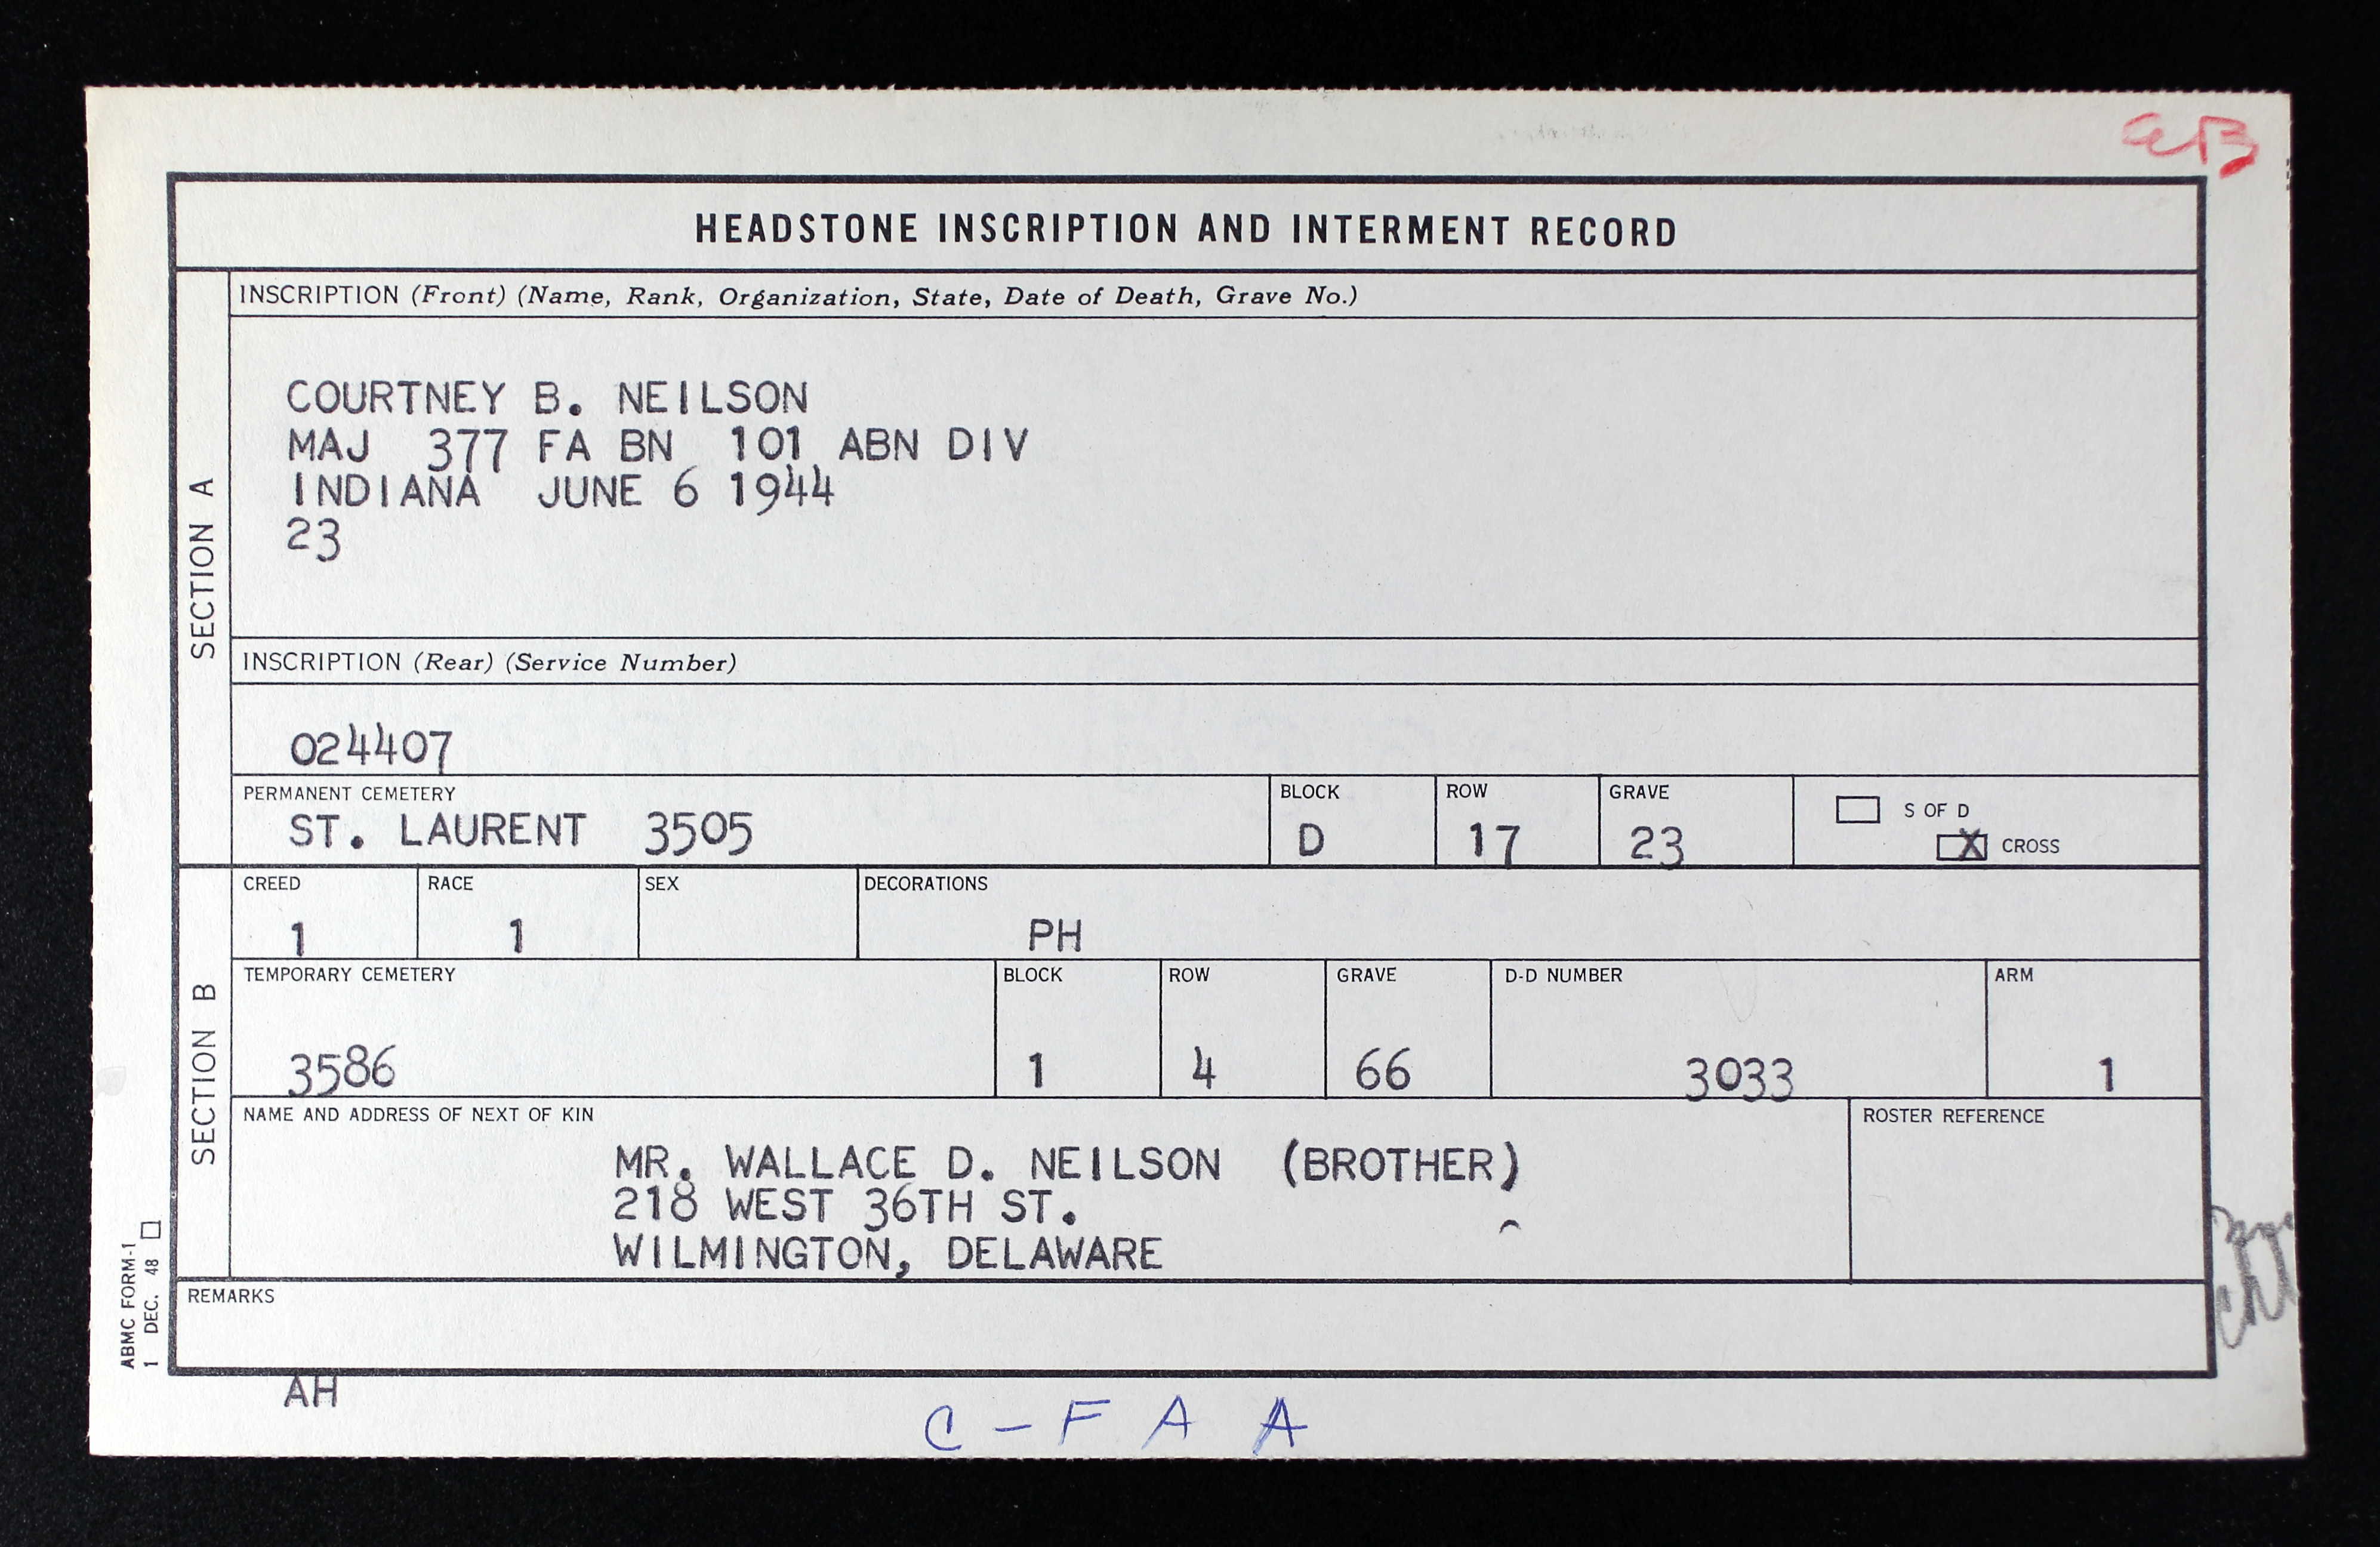 HEADSTONE INSCRIPTION AND INTERMENT RECORD
SECTION A
INSCRIPTION (Front) (Name, Rank, Organization, State, Date of Death, Grave No.)
COURTNEY B. NEILSON
MAJ 377 FA BN 101 ABN DIV
INDIANA JUNE 6 1944
23
INSCRIPTION (Rear) (Service Number)
024407
PERMANENT CEMETERY BLOCK ROW GRAVE
ST. LAURENT 3505 D 17 23
S OF D
X CROSS
SECTION B
CREED RACE SEX DECORATIONS
1 1 PH
TEMPORARY CEMETERY BLOCK ROW GRAVE D-D NUMBER ARM
3586 1 4 66 3033 1
NAME AND ADDRESS OF NEXT OF KIN ROSTER REFERENCE
MR. WALLACE D. NEILSON (BROTHER)
218 WEST 36TH ST.
WILMINGTON, DELAWARE
REMARKS
ABMC FORM-1
1 DEC. 48
AH
C - F A A